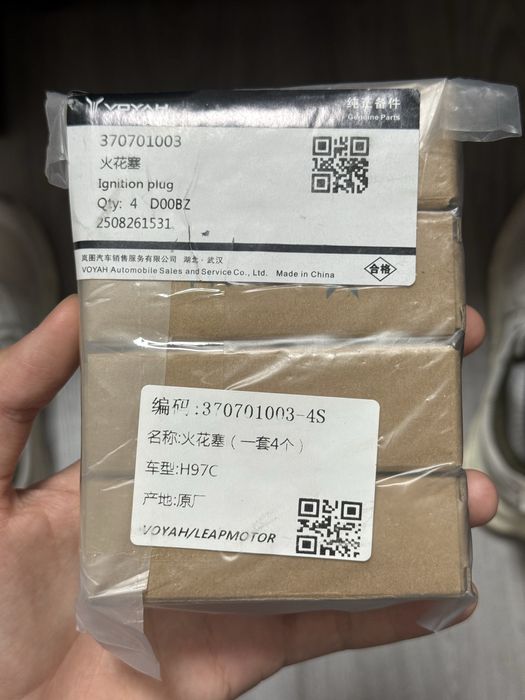 VOYAH
纯正备件
Genuine Parts
370701003
火花塞
Ignition plug
Qty: 4 D00BZ
2508261531
岚图汽车销售服务有限公司 湖北·武汉
VOYAH Automobile Sales and Service Co., Ltd. Made in China
合格
编码:370701003-4S
名称:火花塞（一套4个）
车型:H97C
产地:原厂
VOYAH/LEAPMOTOR